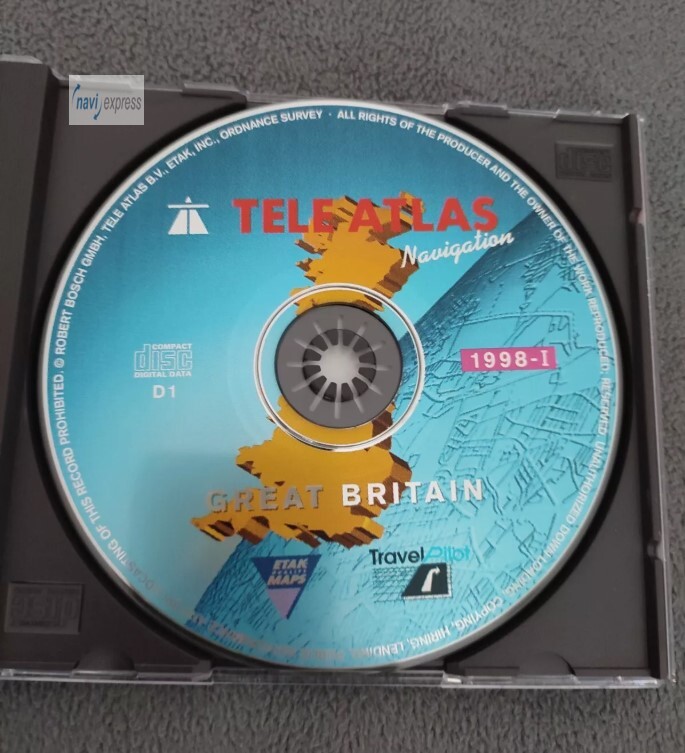 navi express
© ROBERT BOSCH GMBH, TELE ATLAS B.V., ETAK, INC., ORDNANCE SURVEY · ALL RIGHTS OF THE PRODUCER AND THE OWNER OF THE WORK REPRODUCED RESERVED. UNAUTHORIZED DOWNLOADING, COPYING, HIRING, LENDING,
CASTING OF THIS RECORD PROHIBITED.
TELE ATLAS
Navigation
COMPACT
disc
DIGITAL DATA
D1
1998-I
GREAT BRITAIN
ETAK
MAPS
TravelPilot